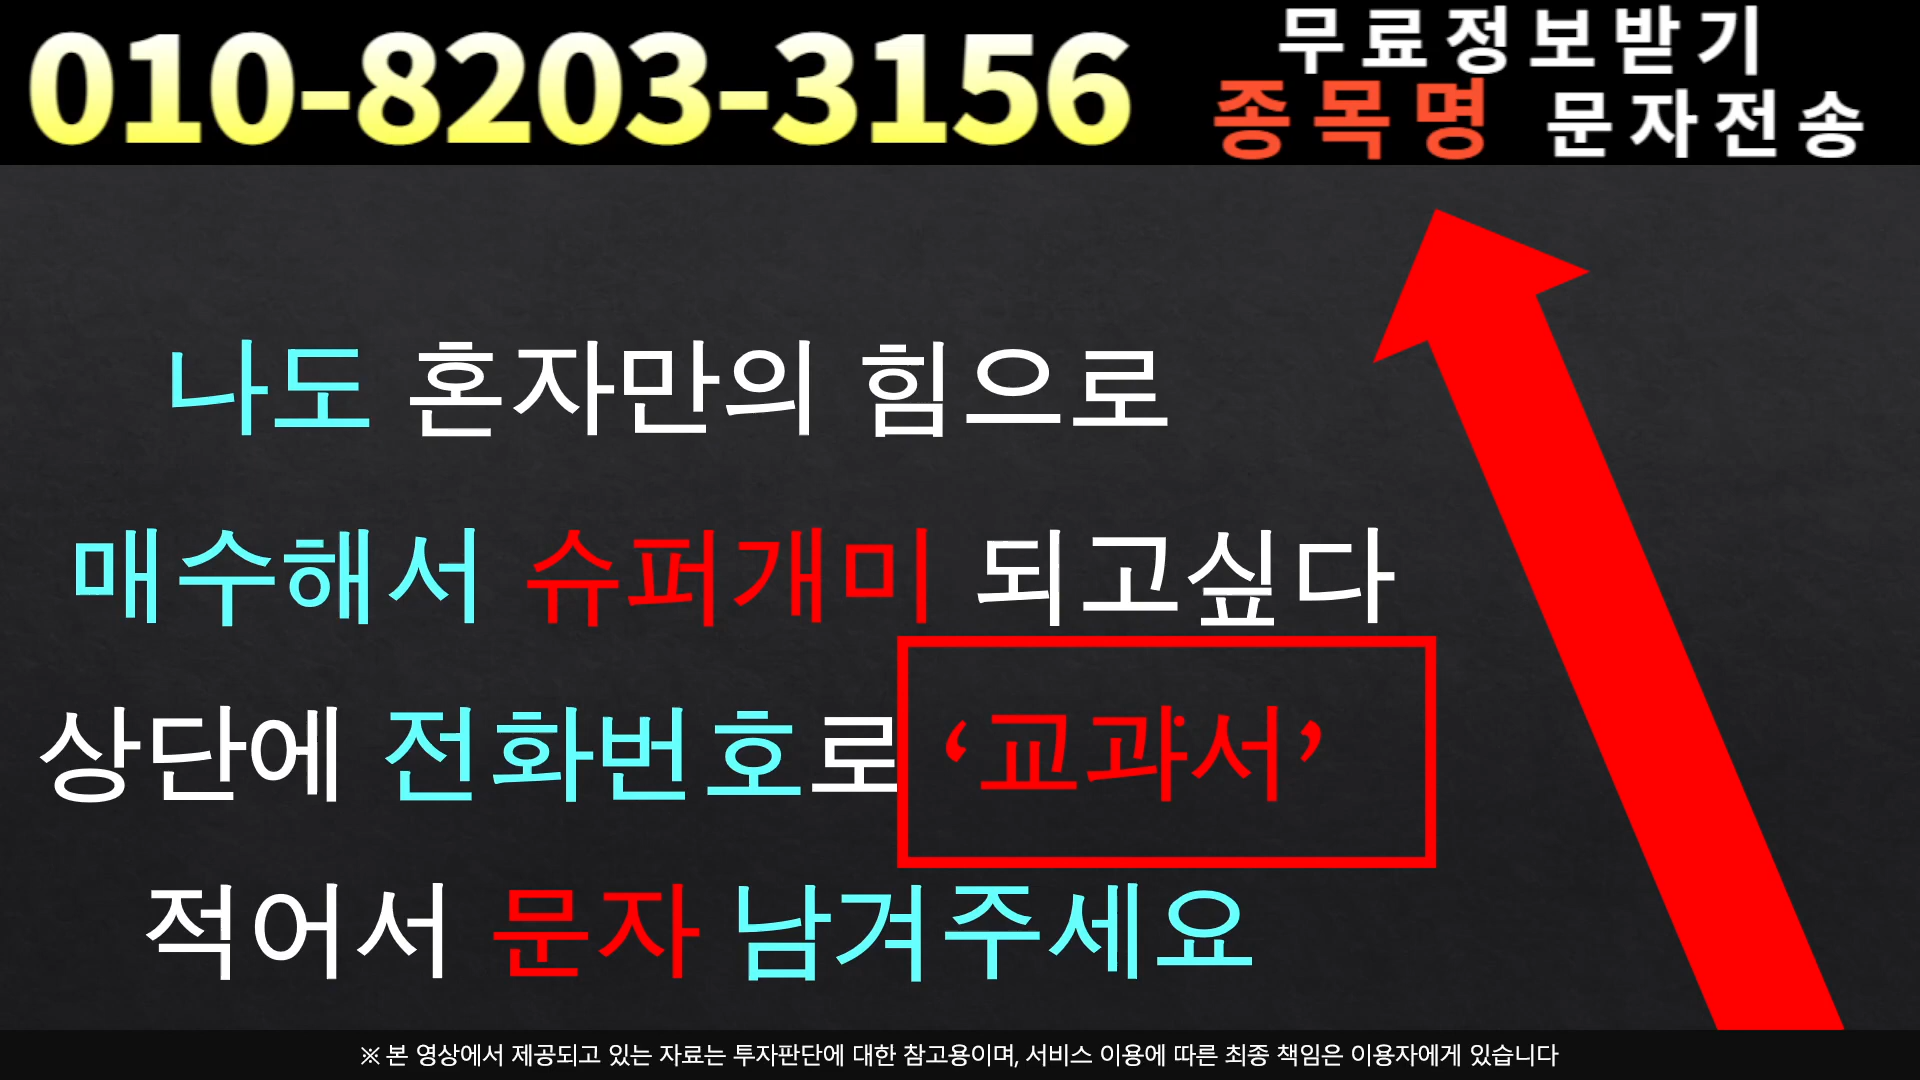 010-8203-3156
무료정보받기
종목명 문자전송
나도 혼자만의 힘으로
매수해서 슈퍼개미 되고싶다
상단에 전화번호로 ‘교과서’
적어서 문자 남겨주세요
※ 본 영상에서 제공되고 있는 자료는 투자판단에 대한 참고용이며, 서비스 이용에 따른 최종 책임은 이용자에게 있습니다